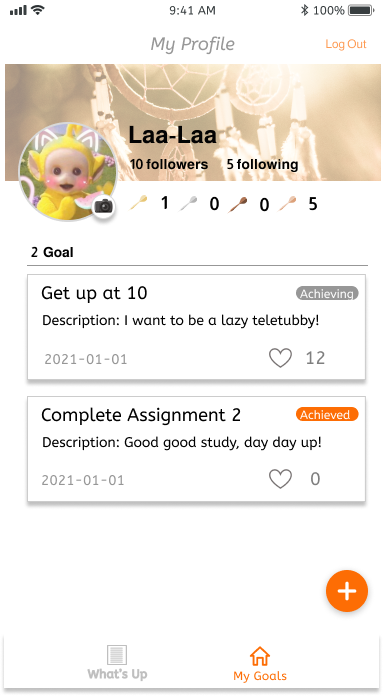 9:41 AM 100%
My Profile Log Out
Laa-Laa
10 followers 5 following
1 0 0 5
2 Goal
Get up at 10 Achieving
Description: I want to be a lazy teletubby!
2021-01-01 12
Complete Assignment 2 Achieved
Description: Good good study, day day up!
2021-01-01 0
What's Up My Goals